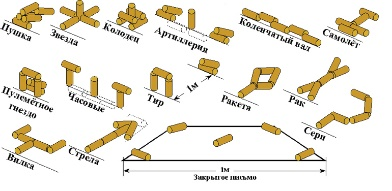 Пушка
Звезда
Колодец
Артиллерия
Коленчатый вал
Самолёт
Пулемётное
гнездо
Часовые
Тир
1м
Ракета
Рак
Серп
Вилка
Стрела
1м
Закрытое письмо